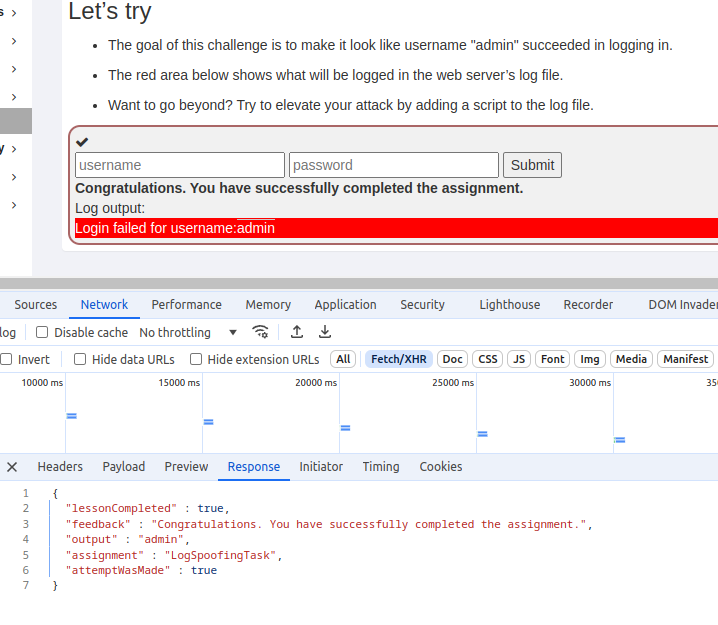 s
Let’s try
The goal of this challenge is to make it look like username "admin" succeeded in logging in.
The red area below shows what will be logged in the web server’s log file.
Want to go beyond? Try to elevate your attack by adding a script to the log file.
y
username password Submit
Congratulations. You have successfully completed the assignment.
Log output:
Login failed for username:admin
Sources Network Performance Memory Application Security Lighthouse Recorder DOM Invader
log Disable cache No throttling
Invert Hide data URLs Hide extension URLs All Fetch/XHR Doc CSS JS Font Img Media Manifest
10000 ms 15000 ms 20000 ms 25000 ms 30000 ms 35
Headers Payload Preview Response Initiator Timing Cookies
1 {
2 "lessonCompleted" : true,
3 "feedback" : "Congratulations. You have successfully completed the assignment.",
4 "output" : "admin",
5 "assignment" : "LogSpoofingTask",
6 "attemptWasMade" : true
7 }